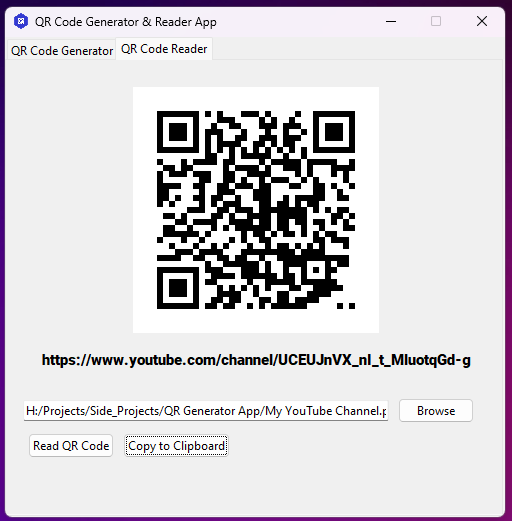 QR Code Generator & Reader App
QR Code Generator
QR Code Reader
https://www.youtube.com/channel/UCEUJnVX_nI_t_MluotqGd-g
H:/Projects/Side_Projects/QR Generator App/My YouTube Channel.p
Browse
Read QR Code
Copy to Clipboard